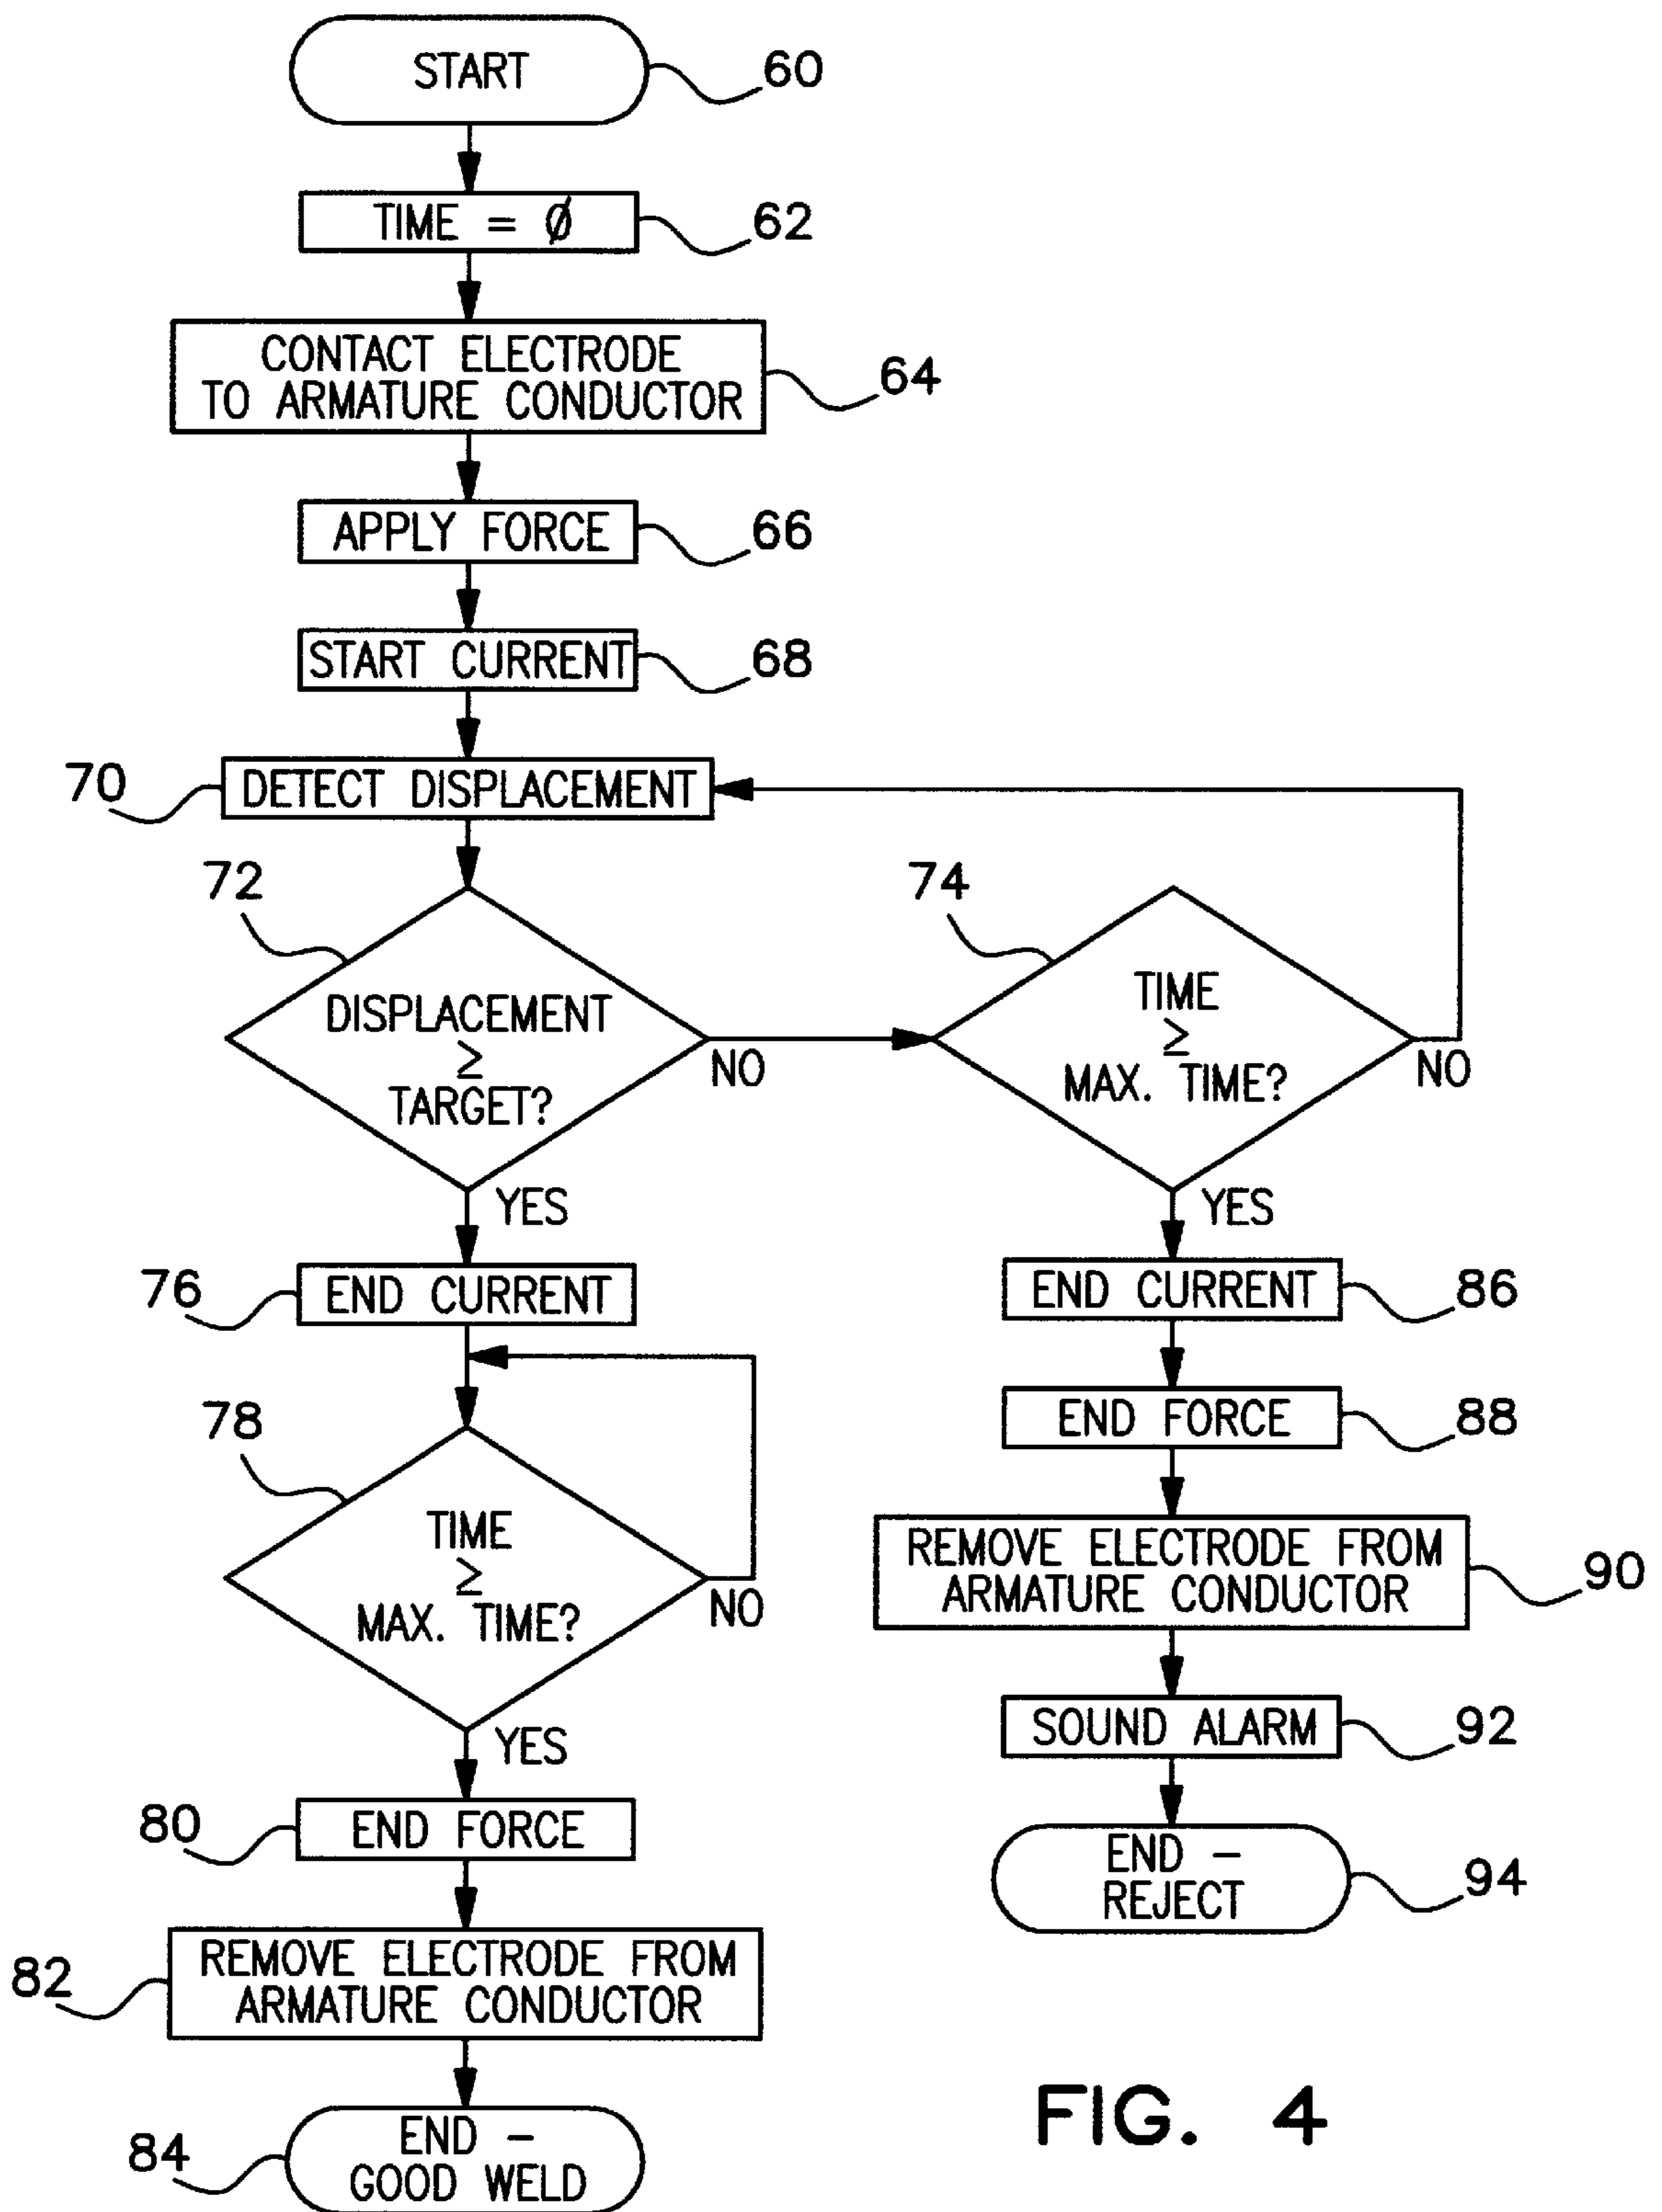 START
60
TIME = Ø
62
CONTACT ELECTRODE
TO ARMATURE CONDUCTOR
64
APPLY FORCE
66
START CURRENT
68
70
DETECT DISPLACEMENT
72
DISPLACEMENT
≥
TARGET?
NO
YES
74
TIME
≥
MAX. TIME?
NO
YES
76
END CURRENT
78
TIME
≥
MAX. TIME?
NO
YES
80
END FORCE
82
REMOVE ELECTRODE FROM
ARMATURE CONDUCTOR
84
END –
GOOD WELD
END CURRENT
86
END FORCE
88
REMOVE ELECTRODE FROM
ARMATURE CONDUCTOR
90
SOUND ALARM
92
END –
REJECT
94
FIG. 4